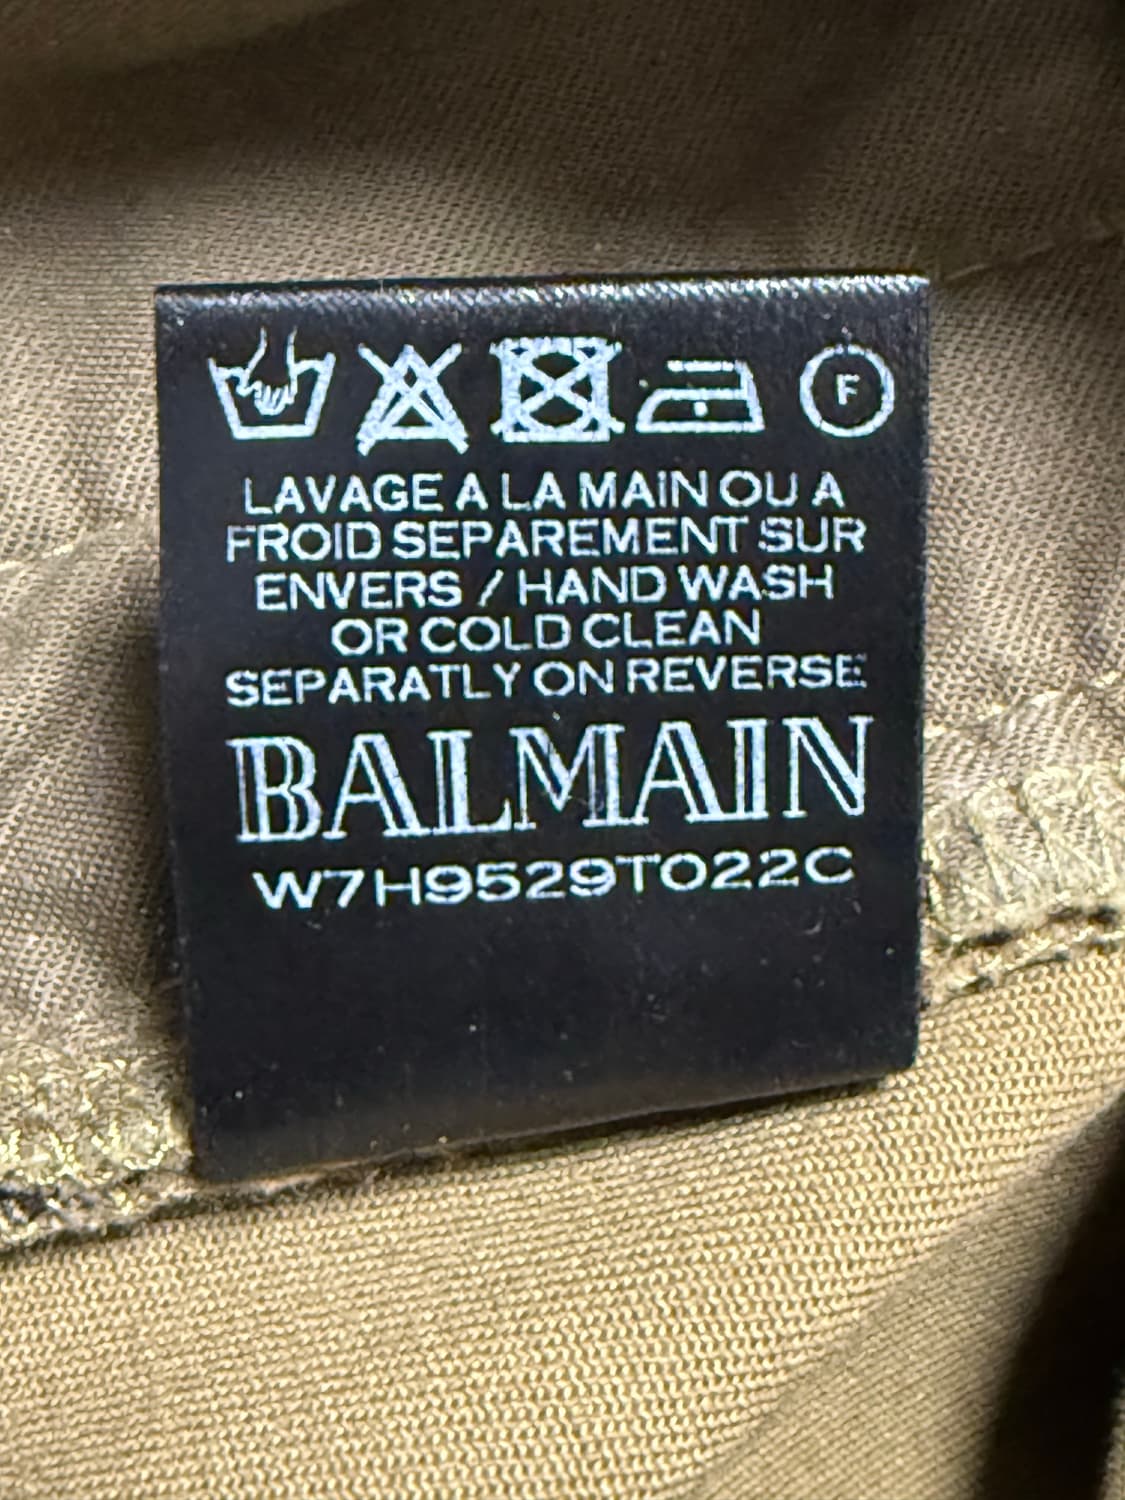 F
LAVAGE A LA MAIN OU A
FROID SEPAREMENT SUR
ENVERS / HAND WASH
OR COLD CLEAN
SEPARATLY ON REVERSE
BALMAIN
W7H9529T022C